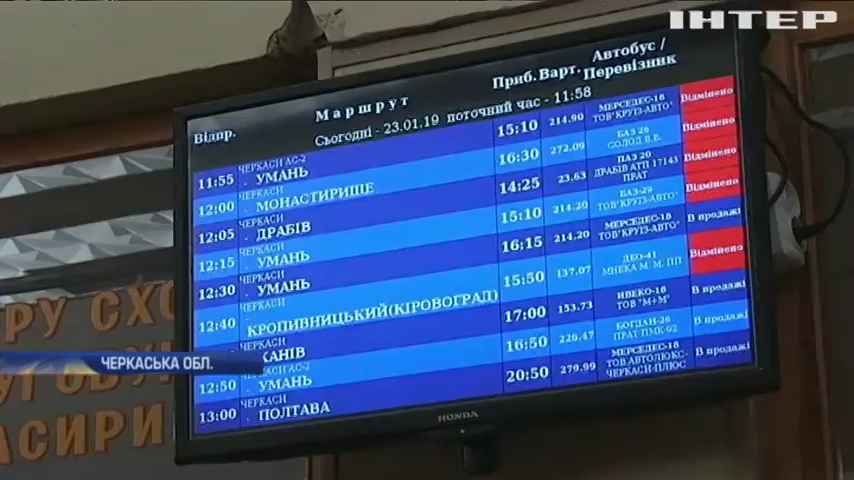 ІНТЕР
Відпр. Маршрут Приб. Варт. Автобус / Перевізник
Сьогодні - 23.01.19 поточний час - 11:58
11:55 ЧЕРКАСИ АС-2 - УМАНЬ 15:10 214.90 МЕРСЕДЕС-18 ТОВ"КРУЇЗ-АВТО" Відмінено
12:00 ЧЕРКАСИ - МОНАСТИРИЩЕ 16:30 272.09 БАЗ 26 СОЛОД В.В. Відмінено
12:05 ЧЕРКАСИ - ДРАБІВ 14:25 23.63 ПАЗ 20 ДРАБІВ АТП 17143 ПРАТ Відмінено
12:15 ЧЕРКАСИ - УМАНЬ 15:10 214.20 БАЗ-29 ТОВ"КРУЇЗ-АВТО" Відмінено
12:30 ЧЕРКАСИ - УМАНЬ 16:15 214.20 МЕРСЕДЕС-18 ТОВ"КРУЇЗ-АВТО" В продажі
12:40 ЧЕРКАСИ - КРОПИВНИЦЬКИЙ(КІРОВОГРАД) 15:50 137.07 ДЕО-41 М. М. ПП Відмінено
ЧЕРКАСИ КАНІВ 17:00 153.73 ИВЕКО-18 ТОВ "М+М" В продажі
12:50 ЧЕРКАСИ АС-2 - УМАНЬ 16:50 226.47 БОГДАН-26 ПРАТ ПМК-92 В продажі
13:00 ЧЕРКАСИ - ПОЛТАВА 20:50 279.99 МЕРСЕДЕС-18 ТОВ АВТОЛЮКС-ЧЕРКАСИ-ПЛЮС В продажі
HONDA
ЧЕРКАСЬКА ОБЛ.